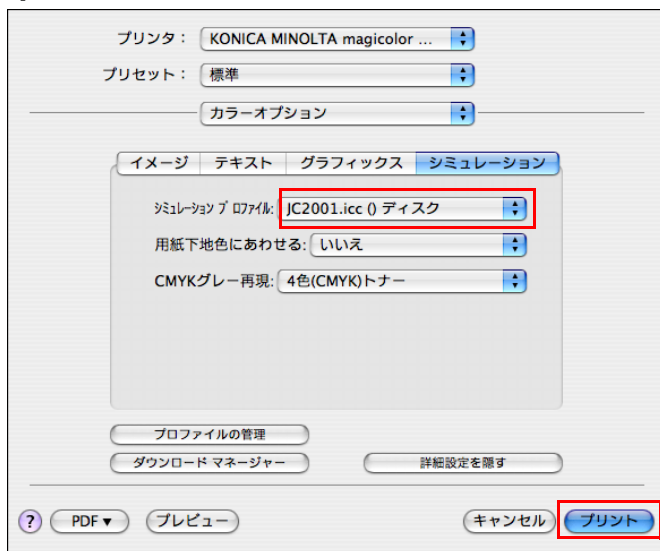 プリンタ： KONICA MINOLTA magicolor ...
プリセット： 標準
カラーオプション
イメージ テキスト グラフィックス シミュレーション
ｼﾐｭﾚｰｼｮﾝ ﾌﾟﾛﾌｧｲﾙ: JC2001.icc () ディスク
用紙下地色にあわせる: いいえ
CMYKグレー再現: 4色(CMYK)トナー
プロファイルの管理
ダウンロード マネージャー 詳細設定を隠す
? PDF▼ プレビュー キャンセル プリント